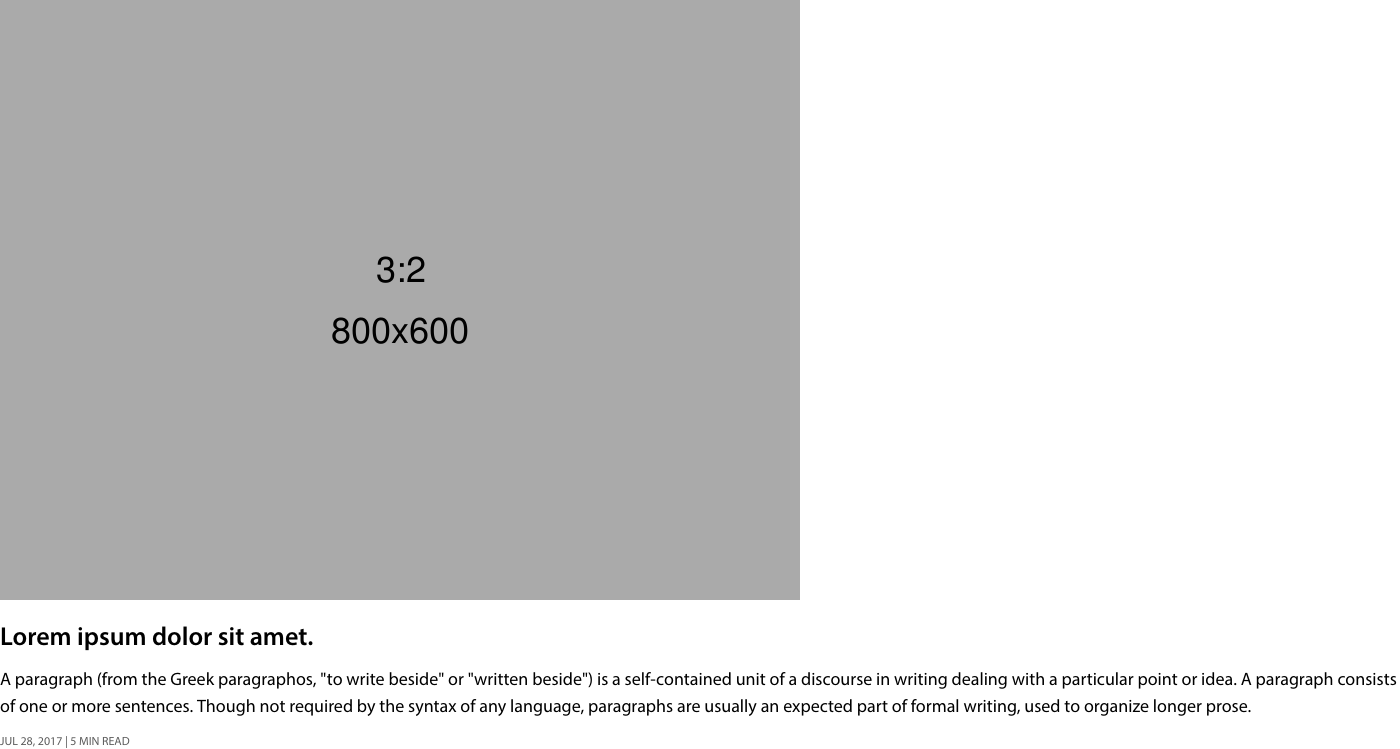 3:2
800x600
Lorem ipsum dolor sit amet.
A paragraph (from the Greek paragraphos, "to write beside" or "written beside") is a self-contained unit of a discourse in writing dealing with a particular point or idea. A paragraph consists
of one or more sentences. Though not required by the syntax of any language, paragraphs are usually an expected part of formal writing, used to organize longer prose.
JUL 28, 2017 | 5 MIN READ